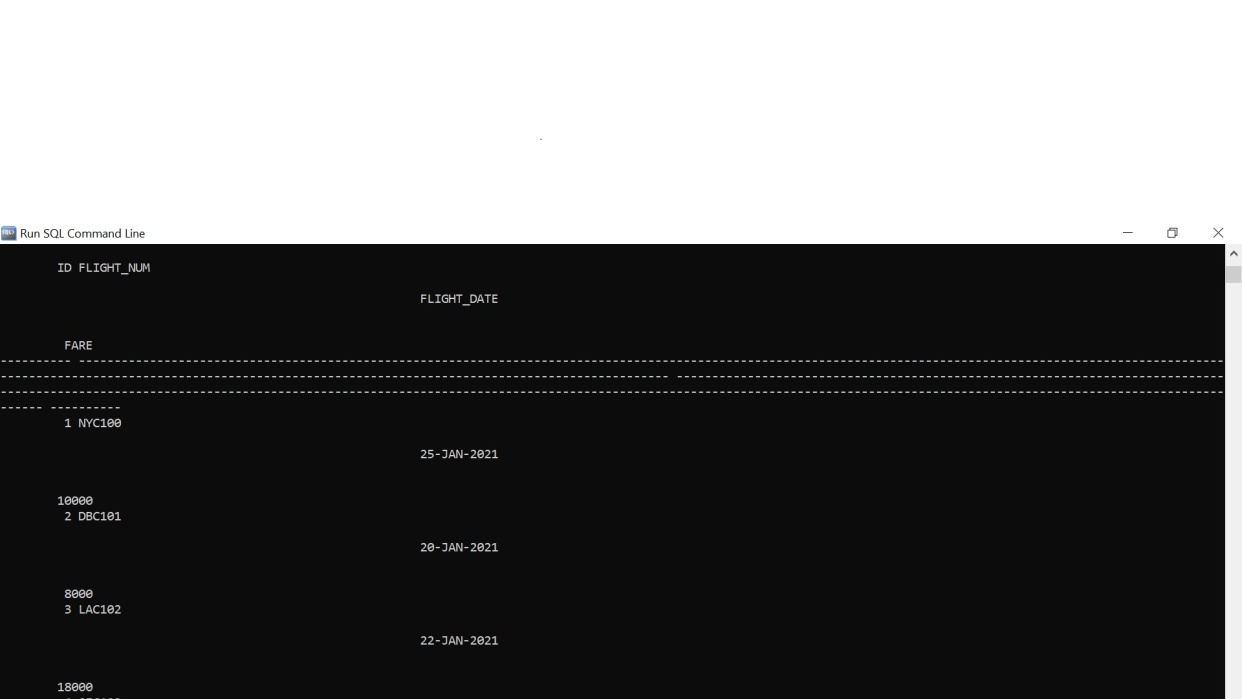 Run SQL Command Line
ID FLIGHT_NUM
FLIGHT_DATE
FARE
---------- ----------------------------------------------------------------------------------------------------------------------------------------------------------------
---------------------------------------------------------------------------------------------- -----------------------------------------------------------------------------
---------------------------------------------------------------------------------------------------------------------------------------------------------------------------
------ ----------
1 NYC100
25-JAN-2021
10000
2 DBC101
20-JAN-2021
8000
3 LAC102
22-JAN-2021
18000